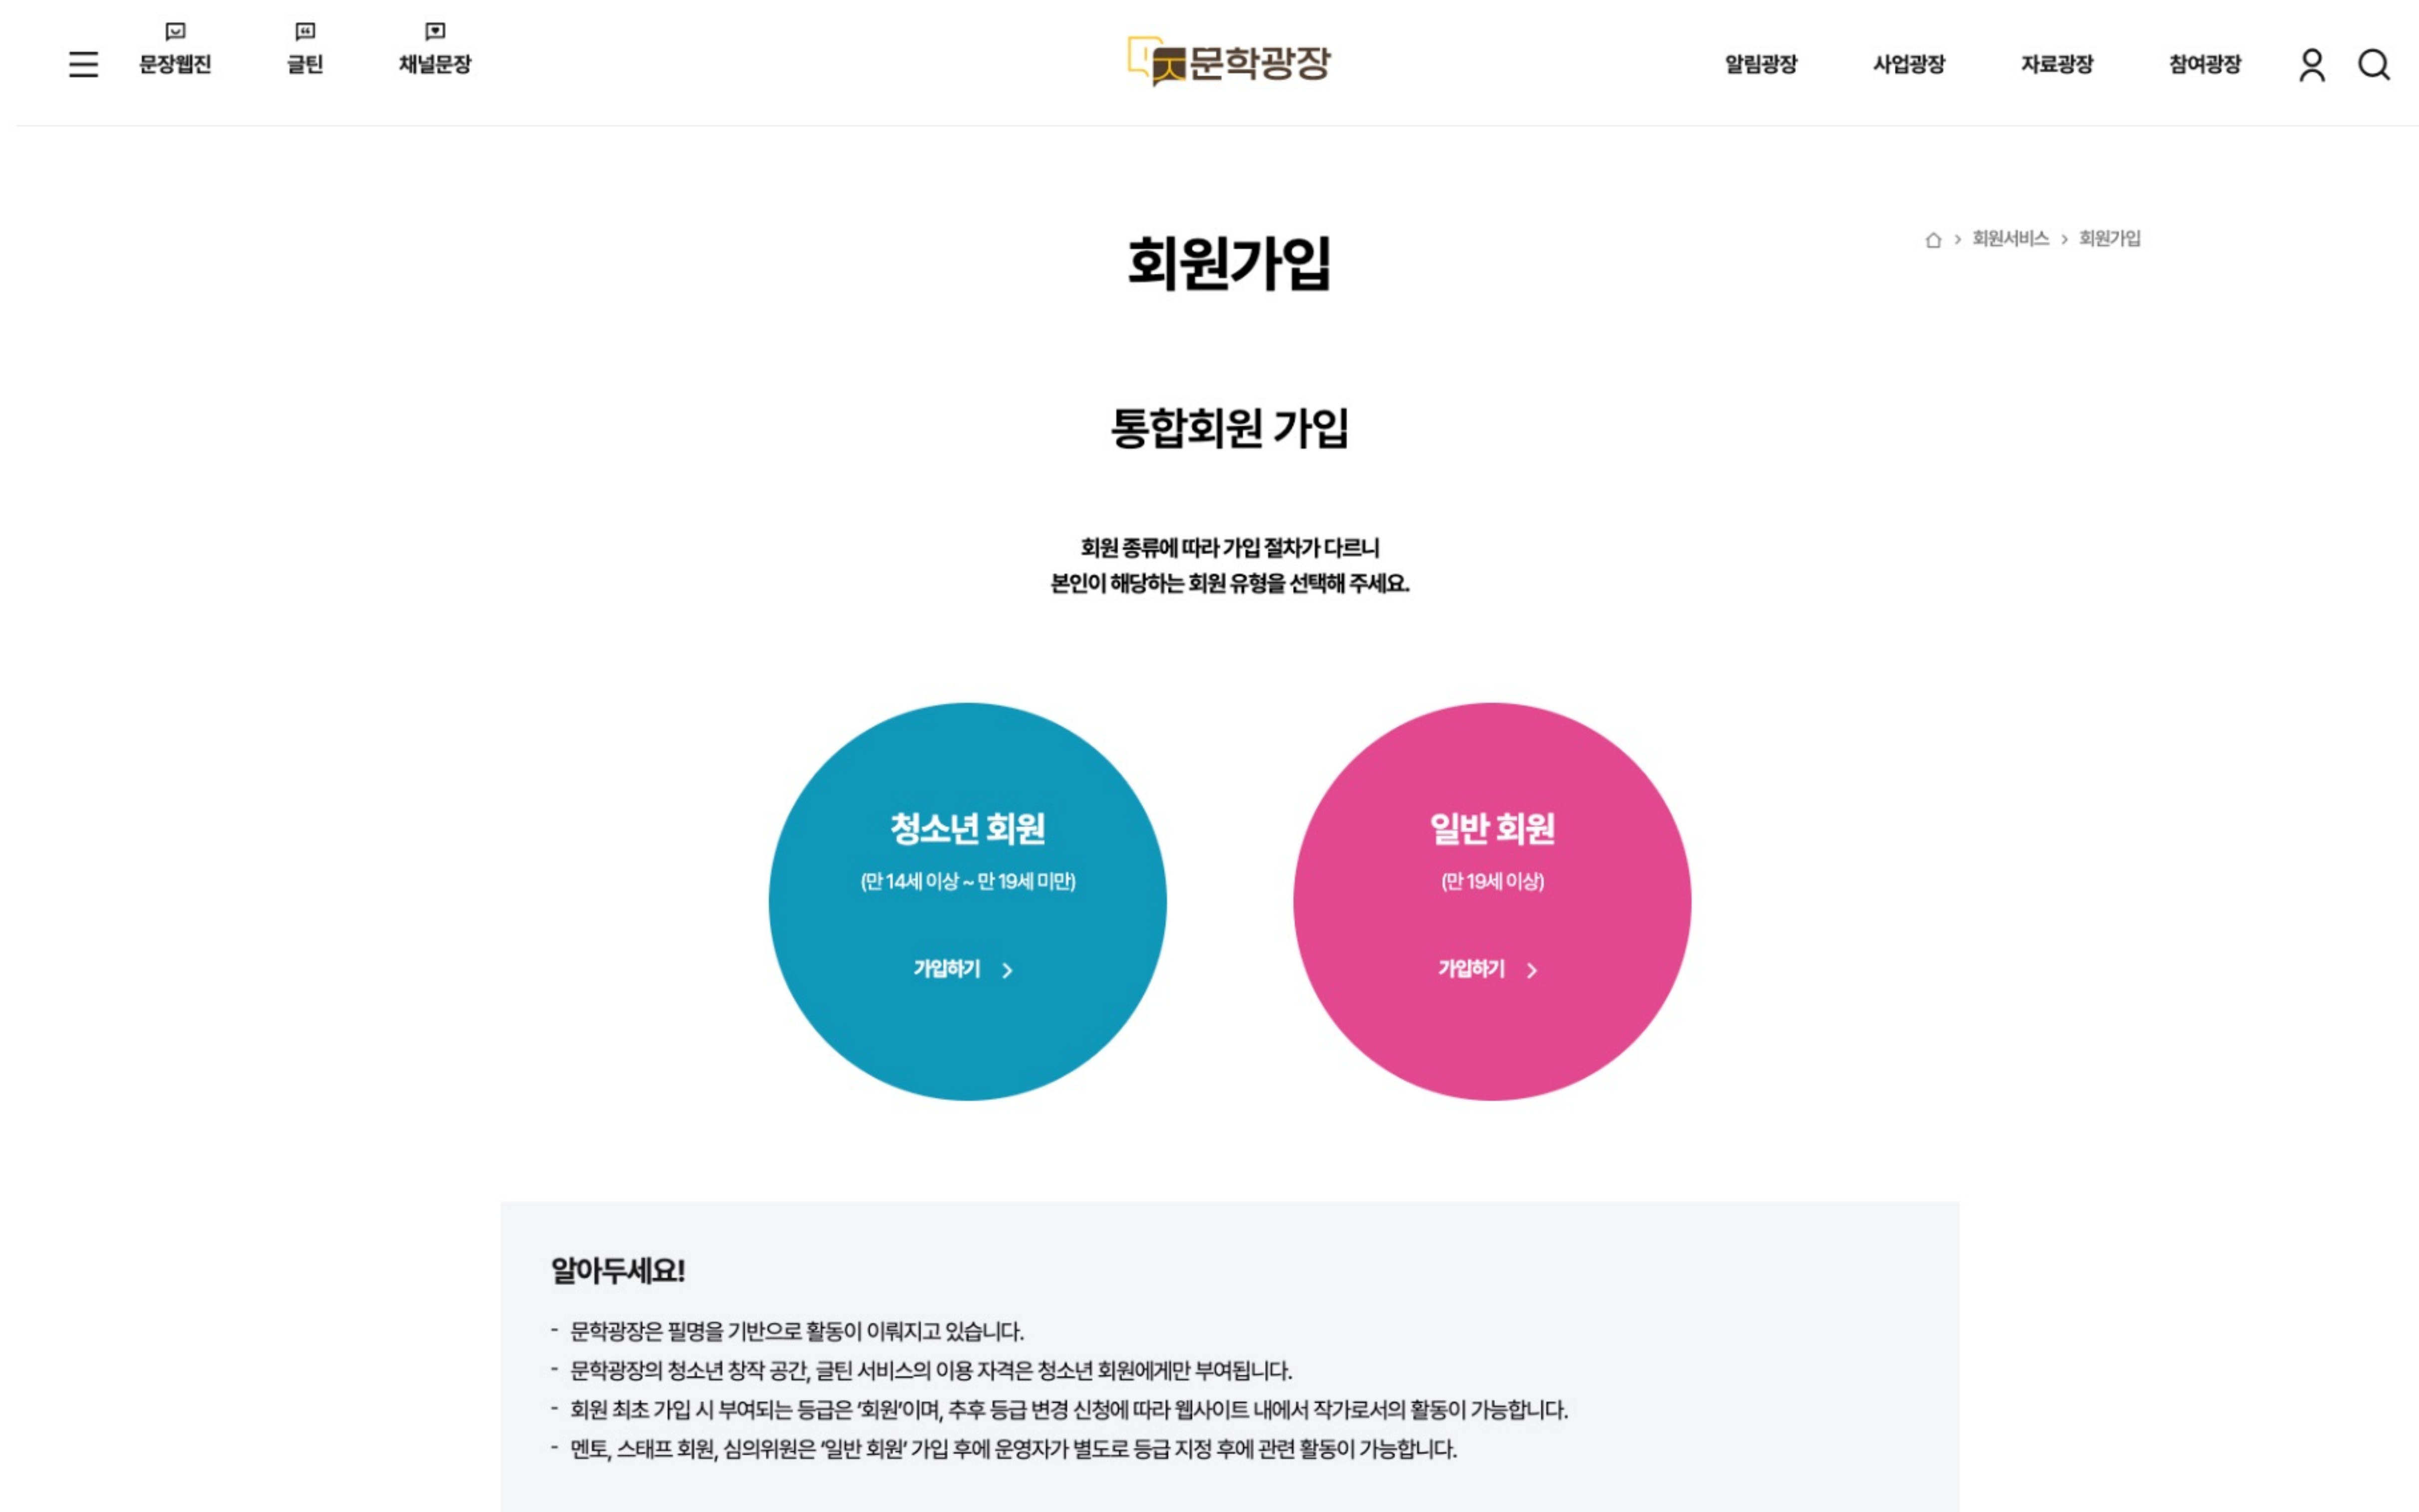 문장웹진
글틴
채널문장
문학광장
알림광장
사업광장
자료광장
참여광장
회원서비스 > 회원가입
회원가입
통합회원 가입
회원 종류에 따라 가입 절차가 다르니
본인이 해당하는 회원 유형을 선택해 주세요.
청소년 회원
(만 14세 이상 ~ 만 19세 미만)
가입하기
일반 회원
(만 19세 이상)
가입하기
알아두세요!
- 문학광장은 필명을 기반으로 활동이 이뤄지고 있습니다.
- 문학광장의 청소년 창작 공간, 글틴 서비스의 이용 자격은 청소년 회원에게만 부여됩니다.
- 회원 최초 가입 시 부여되는 등급은 ‘회원’이며, 추후 등급 변경 신청에 따라 웹사이트 내에서 작가로서의 활동이 가능합니다.
- 멘토, 스태프 회원, 심의위원은 ‘일반 회원’ 가입 후에 운영자가 별도로 등급 지정 후에 관련 활동이 가능합니다.